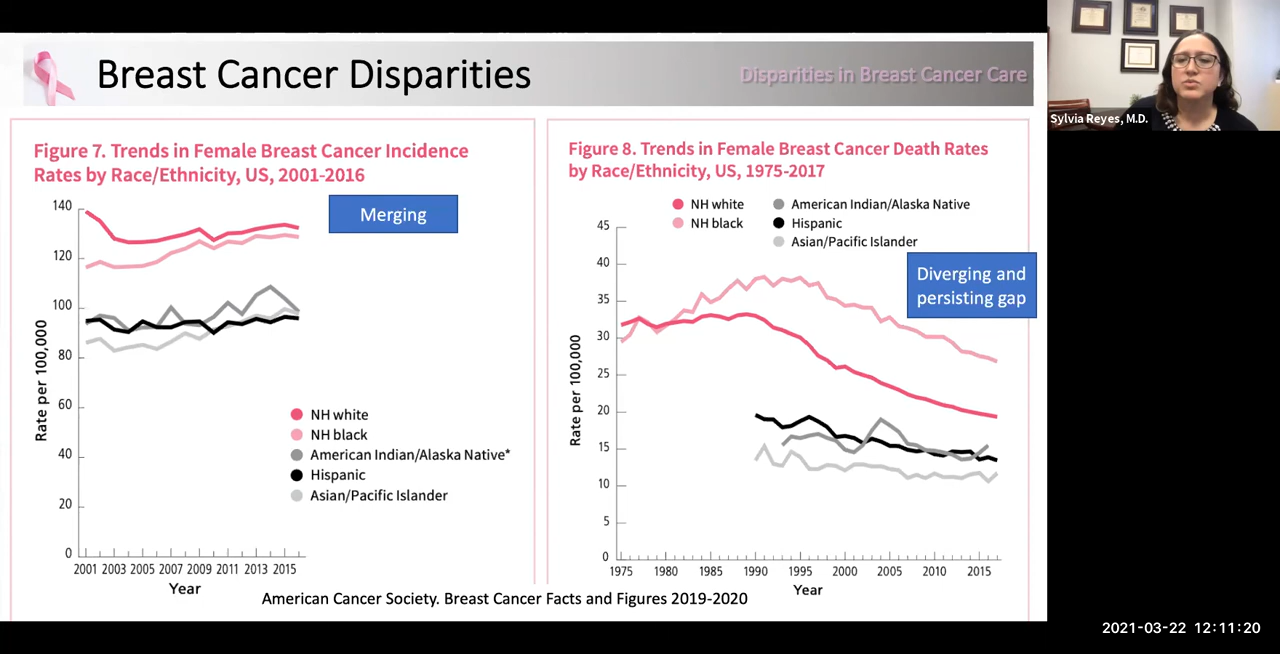 Breast Cancer Disparities
Disparities in Breast Cancer Care
Sylvia Reyes, M.D.
Figure 7. Trends in Female Breast Cancer Incidence
Rates by Race/Ethnicity, US, 2001-2016
Merging
140
120
100
80
60
40
20
0
Rate per 100,000
NH white
NH black
American Indian/Alaska Native*
Hispanic
Asian/Pacific Islander
2001 2003 2005 2007 2009 2011 2013 2015
Year
Figure 8. Trends in Female Breast Cancer Death Rates
by Race/Ethnicity, US, 1975-2017
NH white
NH black
American Indian/Alaska Native
Hispanic
Asian/Pacific Islander
Diverging and
persisting gap
45
40
35
30
25
20
15
10
5
0
Rate per 100,000
1975 1980 1985 1990 1995 2000 2005 2010 2015
Year
American Cancer Society. Breast Cancer Facts and Figures 2019-2020
2021-03-22 12:11:20